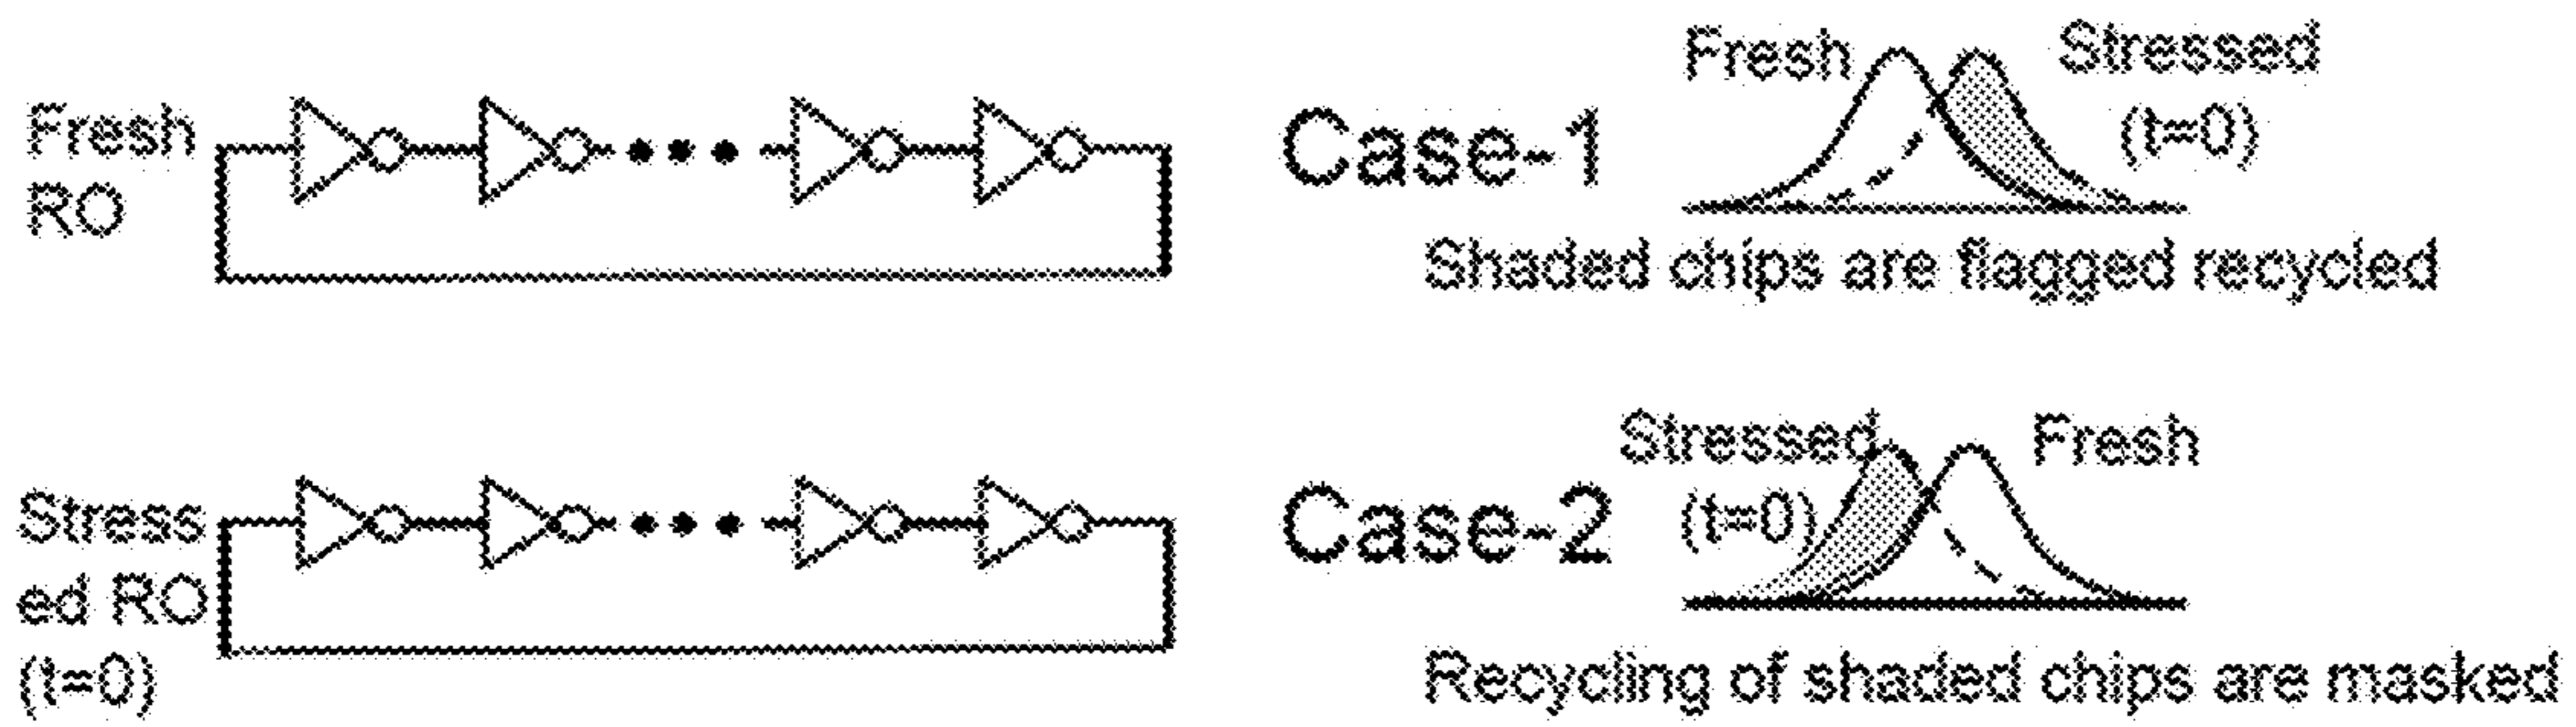 Fresh
RO
Case-1
Fresh
Stressed
(t=0)
Shaded chips are flagged recycled
Stress
ed RO
(t=0)
Case-2
Stressed
(t=0)
Fresh
Recycling of shaded chips are masked